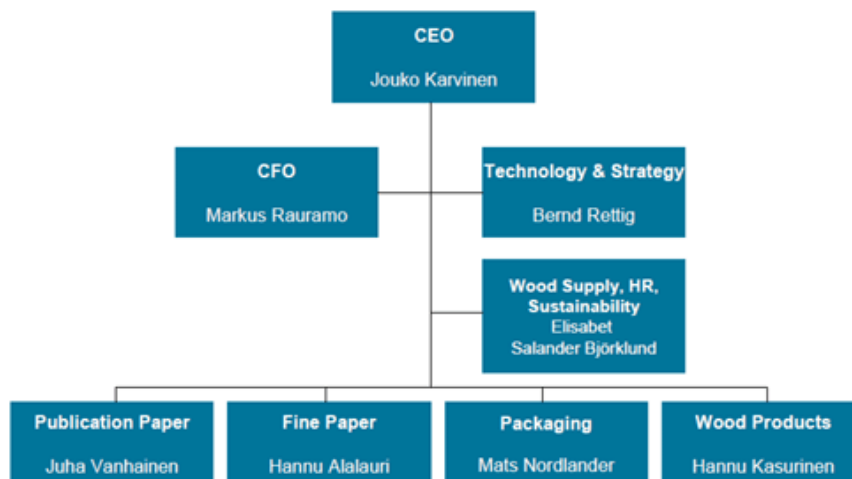 CEO
Jouko Karvinen
CFO
Markus Rauramo
Technology & Strategy
Bernd Rettig
Wood Supply, HR,
Sustainability
Elisabet
Salander Björklund
Publication Paper
Juha Vanhainen
Fine Paper
Hannu Alalauri
Packaging
Mats Nordlander
Wood Products
Hannu Kasurinen